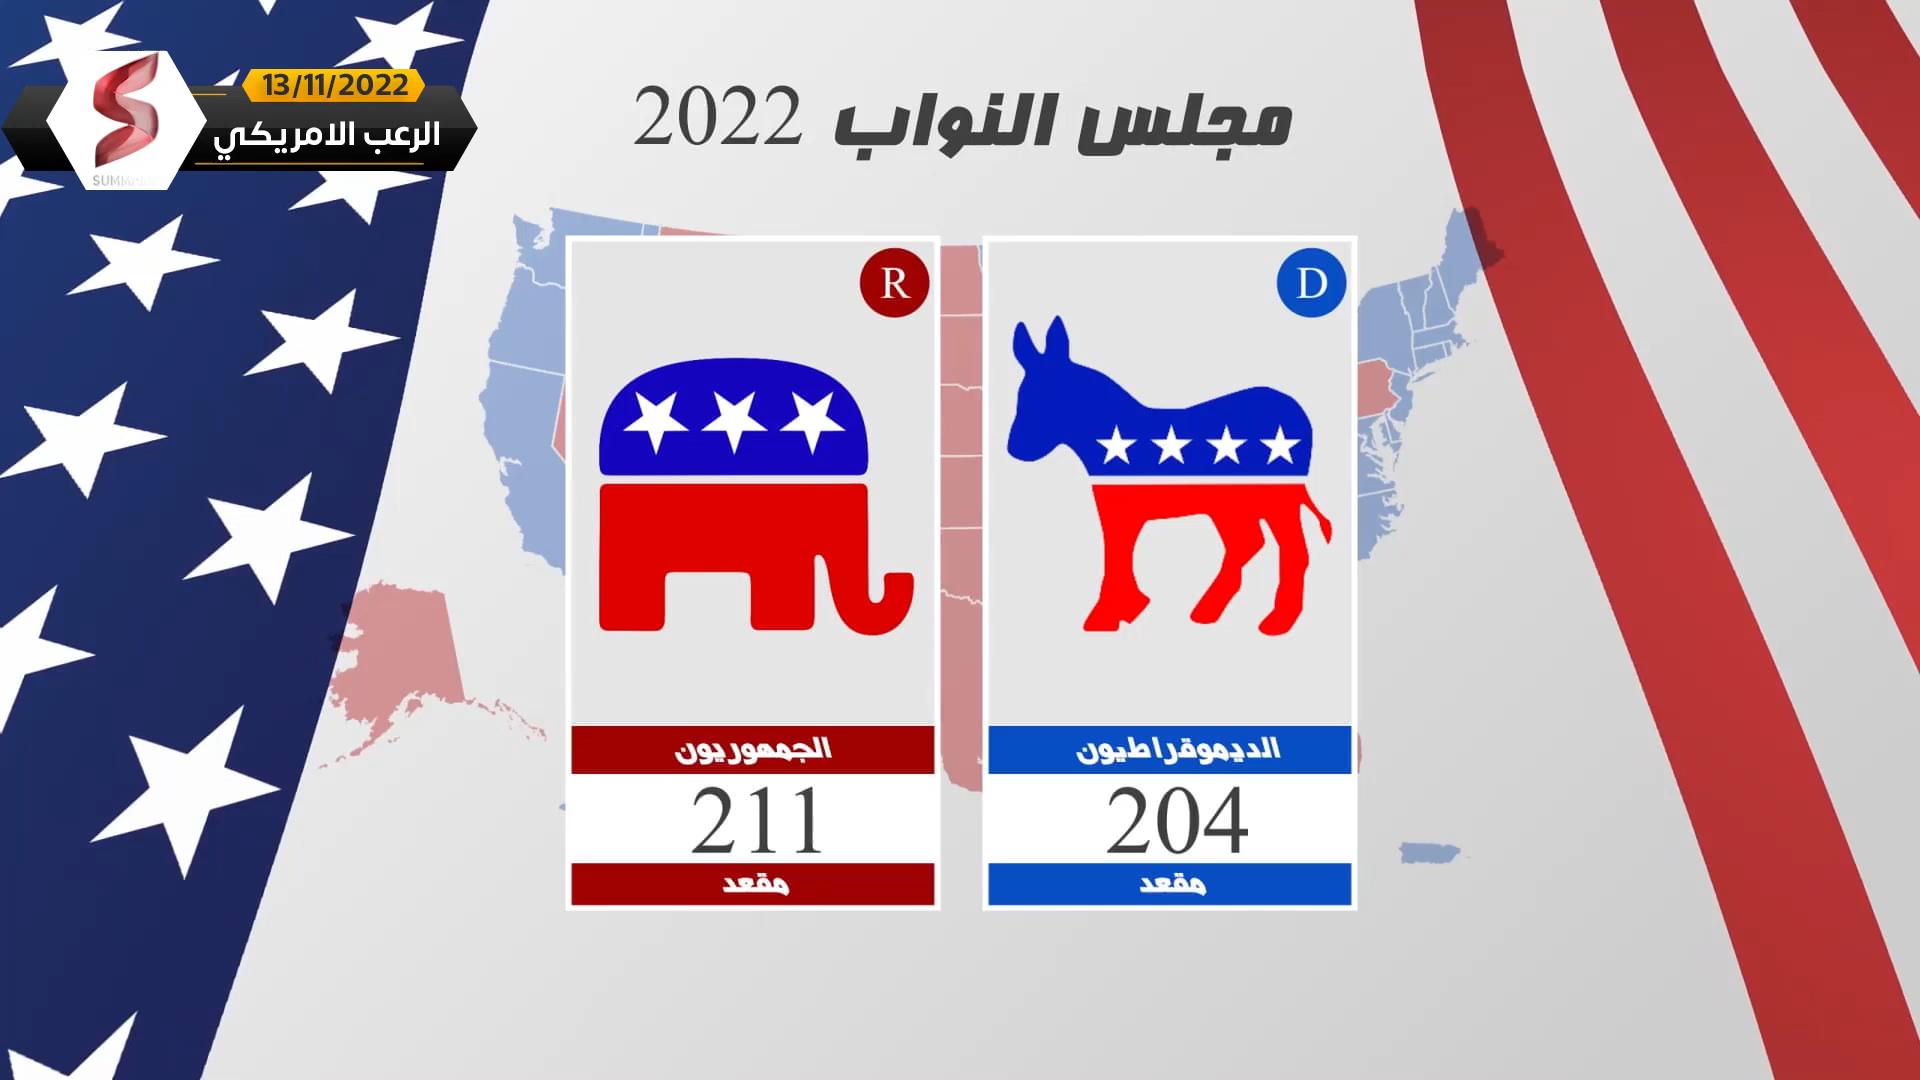 13/11/2022
الرعب الامريكي
مجلس النواب 2022
R
D
الجمهوريون
الديموقراطيون
211
204
مقعد
مقعد